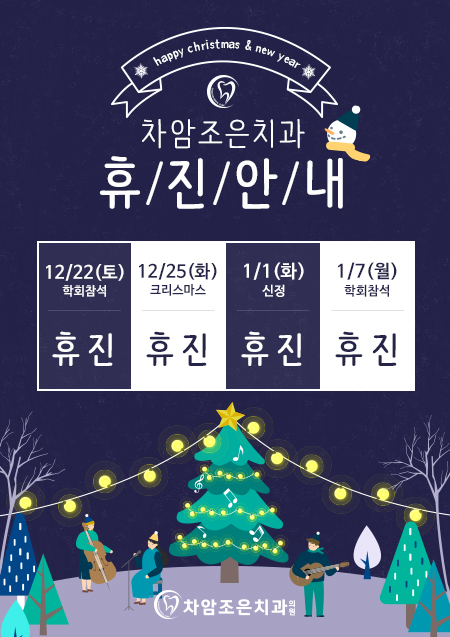 happy christmas & new year
차암조은치과
휴/진/안/내
12/22(토)
학회참석
휴진
12/25(화)
크리스마스
휴진
1/1(화)
신정
휴진
1/7(월)
학회참석
휴진
차암조은치과의원